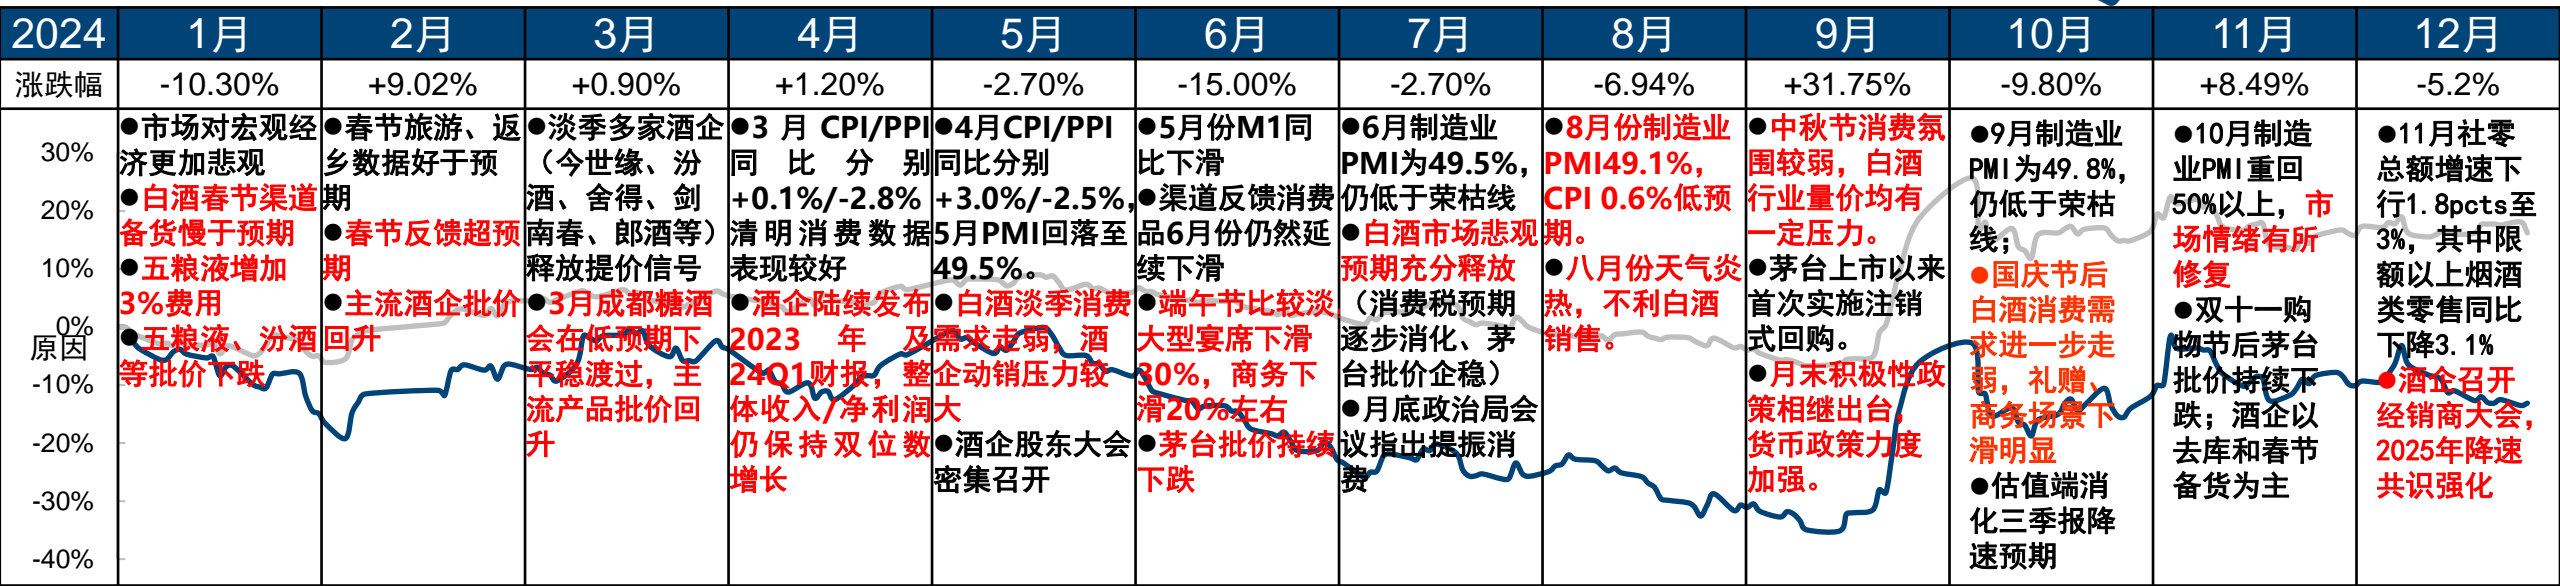 2024 1月 2月 3月 4月 5月 6月 7月 8月 9月 10月 11月 12月
涨跌幅 -10.30% +9.02% +0.90% +1.20% -2.70% -15.00% -2.70% -6.94% +31.75% -9.80% +8.49% -5.2%
30%
20%
10%
0%
原因
-10%
-20%
-30%
-40%
●市场对宏观经
济更加悲观
●白酒春节渠道
备货慢于预期
●五粮液增加
3%费用
●五粮液、汾酒
等批价下跌
●春节旅游、返
乡数据好于预
期
●春节反馈超预
期
●主流酒企批价
回升
●淡季多家酒企
（今世缘、汾
酒、舍得、剑
南春、郎酒等）
释放提价信号
●3月成都糖酒
会在低预期下
平稳渡过，主
流产品批价回
升
●3月CPI/PPI
同比分别
+0.1%/-2.8%
清明消费数据
表现较好
●酒企陆续发布
2023年及
24Q1财报，整
体收入/净利润
仍保持双位数
增长
●4月CPI/PPI
同比分别
+3.0%/-2.5%,
5月PMI回落至
49.5%。
●白酒淡季消费
需求走弱，酒
企动销压力较
大
●酒企股东大会
密集召开
●5月份M1同
比下滑
●渠道反馈消费
品6月份仍然延
续下滑
●端午节比较淡
大型宴席下滑
30%，商务下
滑20%左右
●茅台批价持续
下跌
●6月制造业
PMI为49.5%，
仍低于荣枯线
●白酒市场悲观
预期充分释放
（消费税预期
逐步消化、茅
台批价企稳）
●月底政治局会
议指出提振消
费
●8月份制造业
PMI49.1%，
CPI 0.6%低预
期。
●八月份天气炎
热，不利白酒
销售。
●中秋节消费氛
围较弱，白酒
行业量价均有
一定压力。
●茅台上市以来
首次实施注销
式回购。
●月末积极性政
策相继出台，
货币政策力度
加强。
●9月制造业
PMI为49.8%，
仍低于荣枯
线；
●国庆节后
白酒消费需
求进一步走
弱，礼赠、
商务场景下
滑明显
●估值端消
化三季报降
速预期
●10月制造
业PMI重回
50%以上，市
场情绪有所
修复
●双十一购
物节后茅台
批价持续下
跌；酒企以
去库和春节
备货为主
●11月社零
总额增速下
行1.8pcts至
3%，其中限
额以上烟酒
类零售同比
下降3.1%
●酒企召开
经销商大会，
2025年降速
共识强化